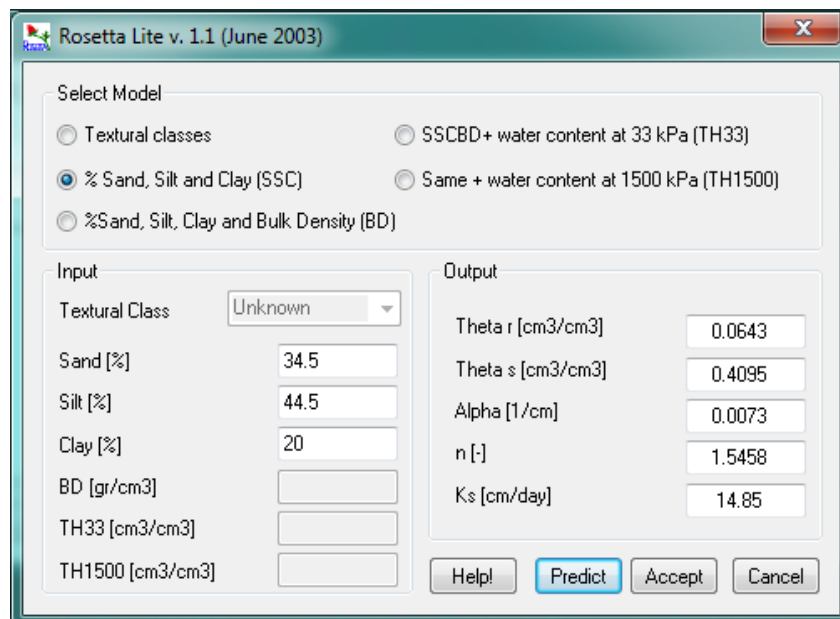 Rosetta Lite v. 1.1 (June 2003)
Select Model
Textural classes
SSCBD+ water content at 33 kPa (TH33)
% Sand, Silt and Clay (SSC)
Same + water content at 1500 kPa (TH1500)
%Sand, Silt, Clay and Bulk Density (BD)
Input
Textural Class Unknown
Sand [%] 34.5
Silt [%] 44.5
Clay [%] 20
BD [gr/cm3]
TH33 [cm3/cm3]
TH1500 [cm3/cm3]
Output
Theta r [cm3/cm3] 0.0643
Theta s [cm3/cm3] 0.4095
Alpha [1/cm] 0.0073
n [-] 1.5458
Ks [cm/day] 14.85
Help! Predict Accept Cancel